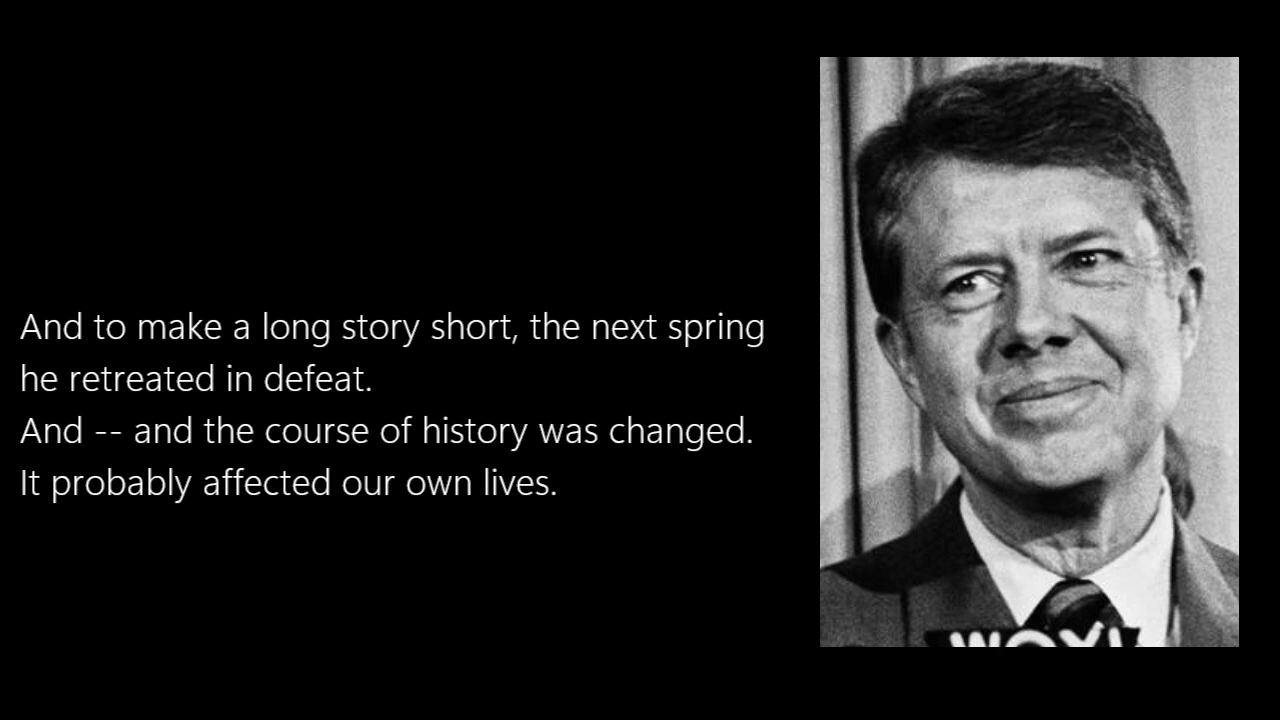 And to make a long story short, the next spring
he retreated in defeat.
And -- and the course of history was changed.
It probably affected our own lives.